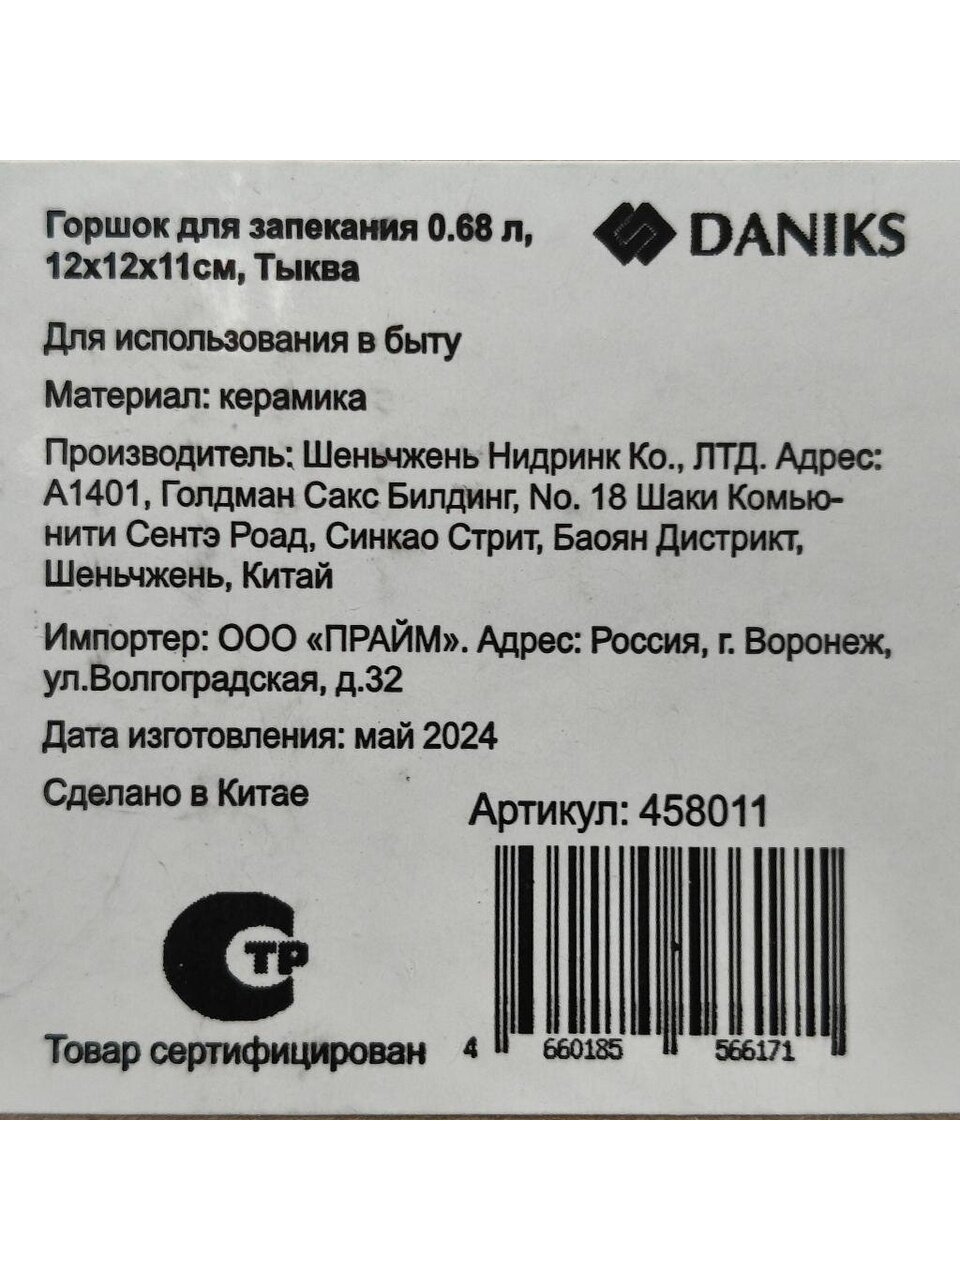 Горшок для запекания 0.68 л,
12x12x11см, Тыква
DANIKS
Для использования в быту
Материал: керамика
Производитель: Шеньчжень Нидринк Ко., ЛТД. Адрес:
А1401, Голдман Сакс Билдинг, No. 18 Шаки Комью-
нити Сентэ Роад, Синкао Стрит, Баоян Дистрикт,
Шеньчжень, Китай
Импортер: ООО «ПРАЙМ». Адрес: Россия, г. Воронеж,
ул.Волгоградская, д.32
Дата изготовления: май 2024
Сделано в Китае
Артикул: 458011
СТР
Товар сертифицирован
4 660185 566171